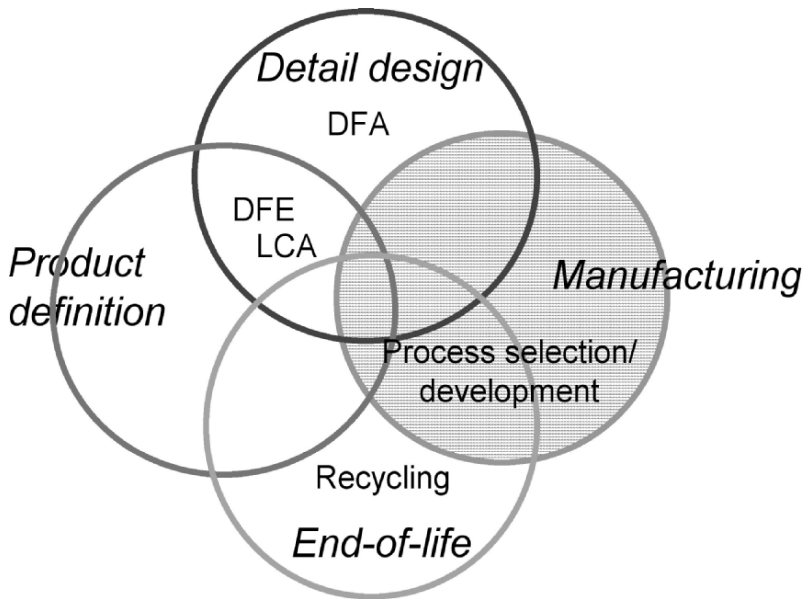 Detail design
DFA
DFE
LCA
Product
definition
Manufacturing
Process selection/
development
Recycling
End-of-life